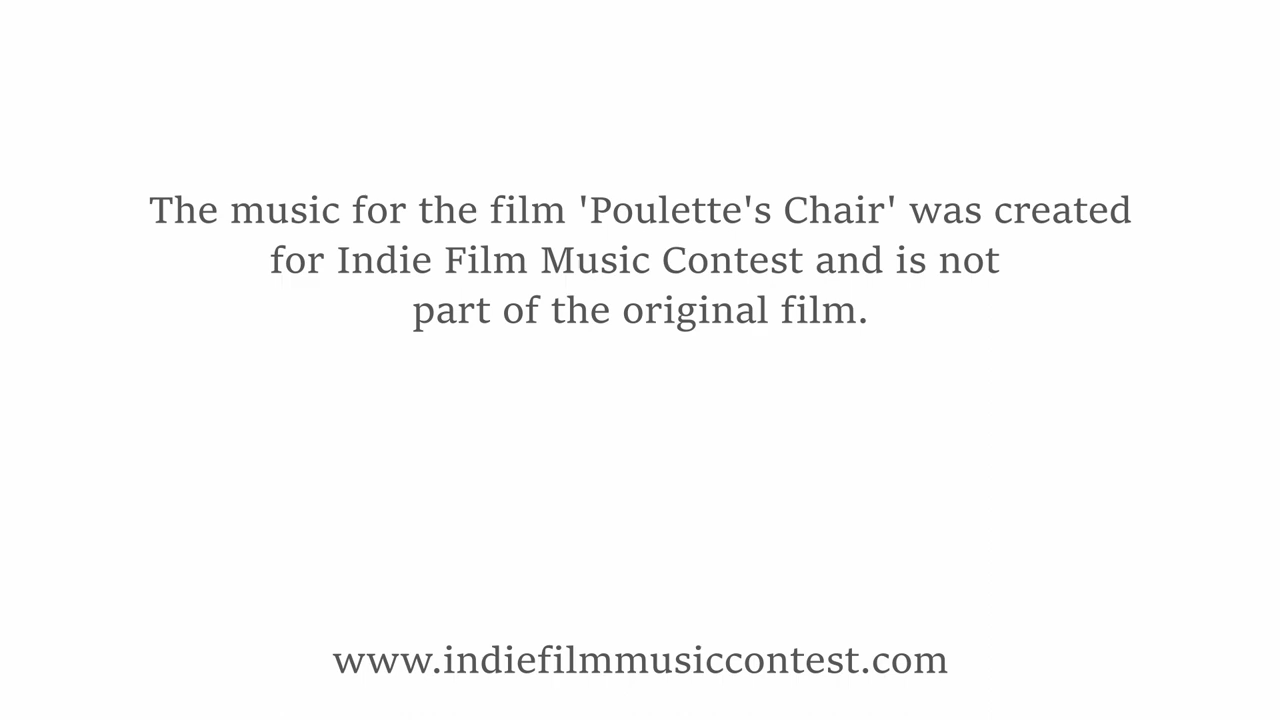 The music for the film 'Poulette's Chair' was created
for Indie Film Music Contest and is not
part of the original film.
www.indiefilmmusiccontest.com